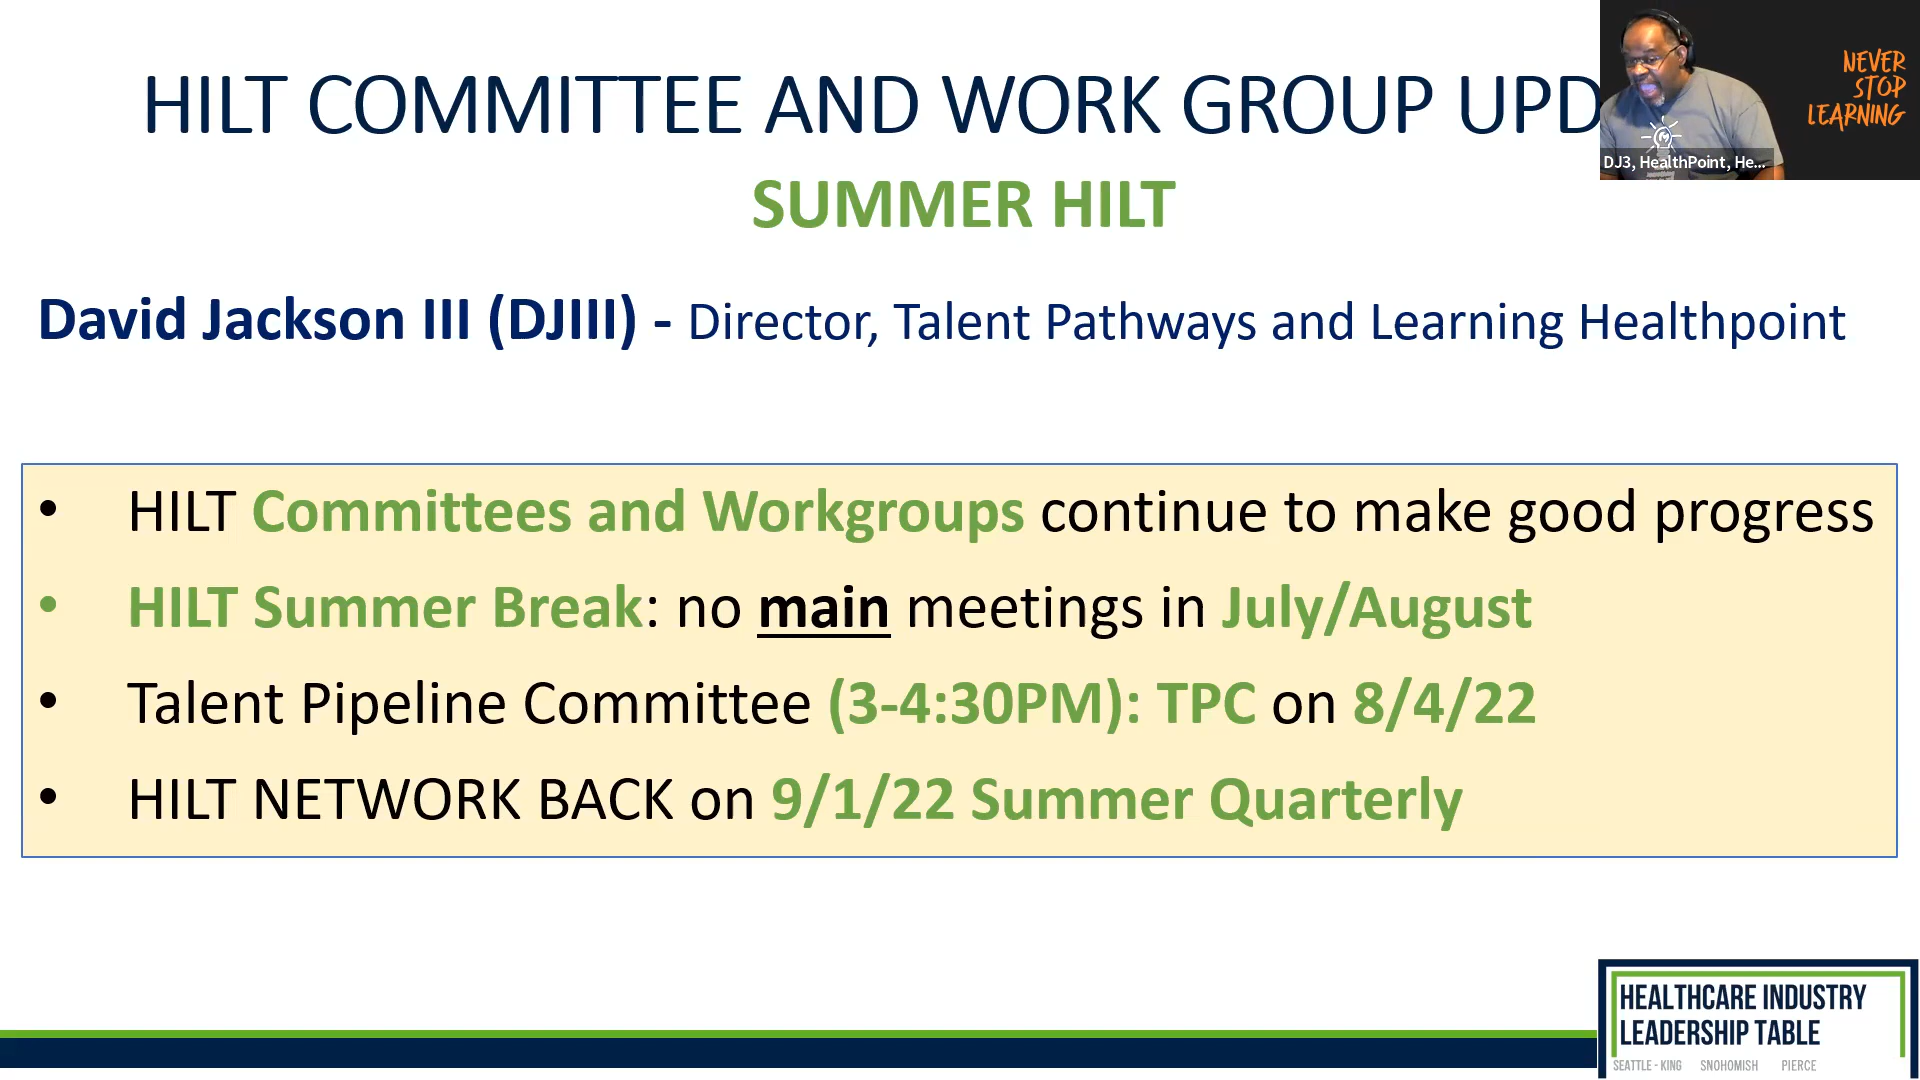 HILT COMMITTEE AND WORK GROUP UPD
NEVER
STOP
LEARNING
DJ3, HealthPoint, He...
SUMMER HILT
David Jackson III (DJIII) - Director, Talent Pathways and Learning Healthpoint
• HILT Committees and Workgroups continue to make good progress
• HILT Summer Break: no main meetings in July/August
• Talent Pipeline Committee (3-4:30PM): TPC on 8/4/22
• HILT NETWORK BACK on 9/1/22 Summer Quarterly
HEALTHCARE INDUSTRY
LEADERSHIP TABLE
SEATTLE - KING SNOHOMISH PIERCE